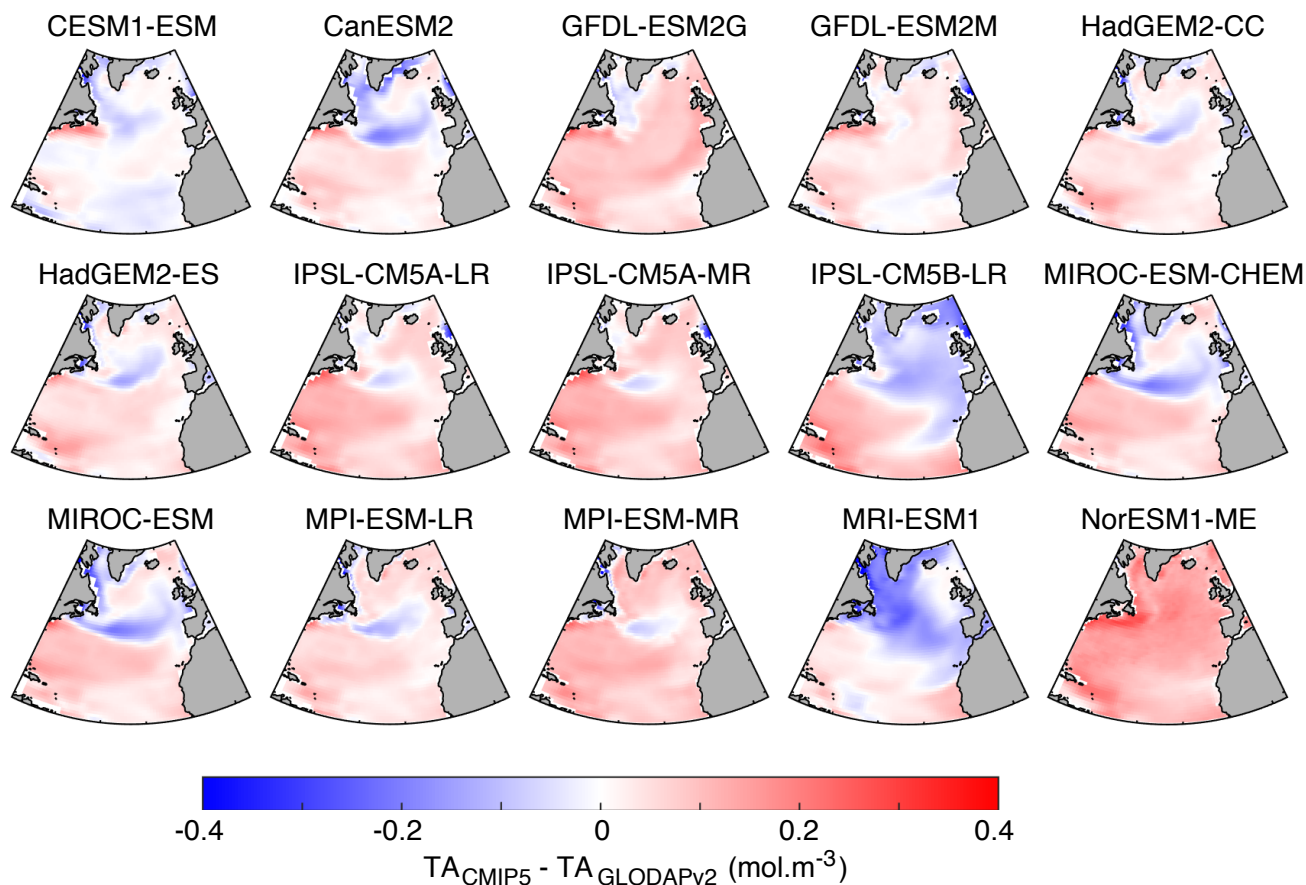 CESM1-ESM CanESM2 GFDL-ESM2G GFDL-ESM2M HadGEM2-CC
HadGEM2-ES IPSL-CM5A-LR IPSL-CM5A-MR IPSL-CM5B-LR MIROC-ESM-CHEM
MIROC-ESM MPI-ESM-LR MPI-ESM-MR MRI-ESM1 NorESM1-ME
-0.4 -0.2 0 0.2 0.4
TA_CMIP5 - TA_GLODAPv2 (mol.m^-3)